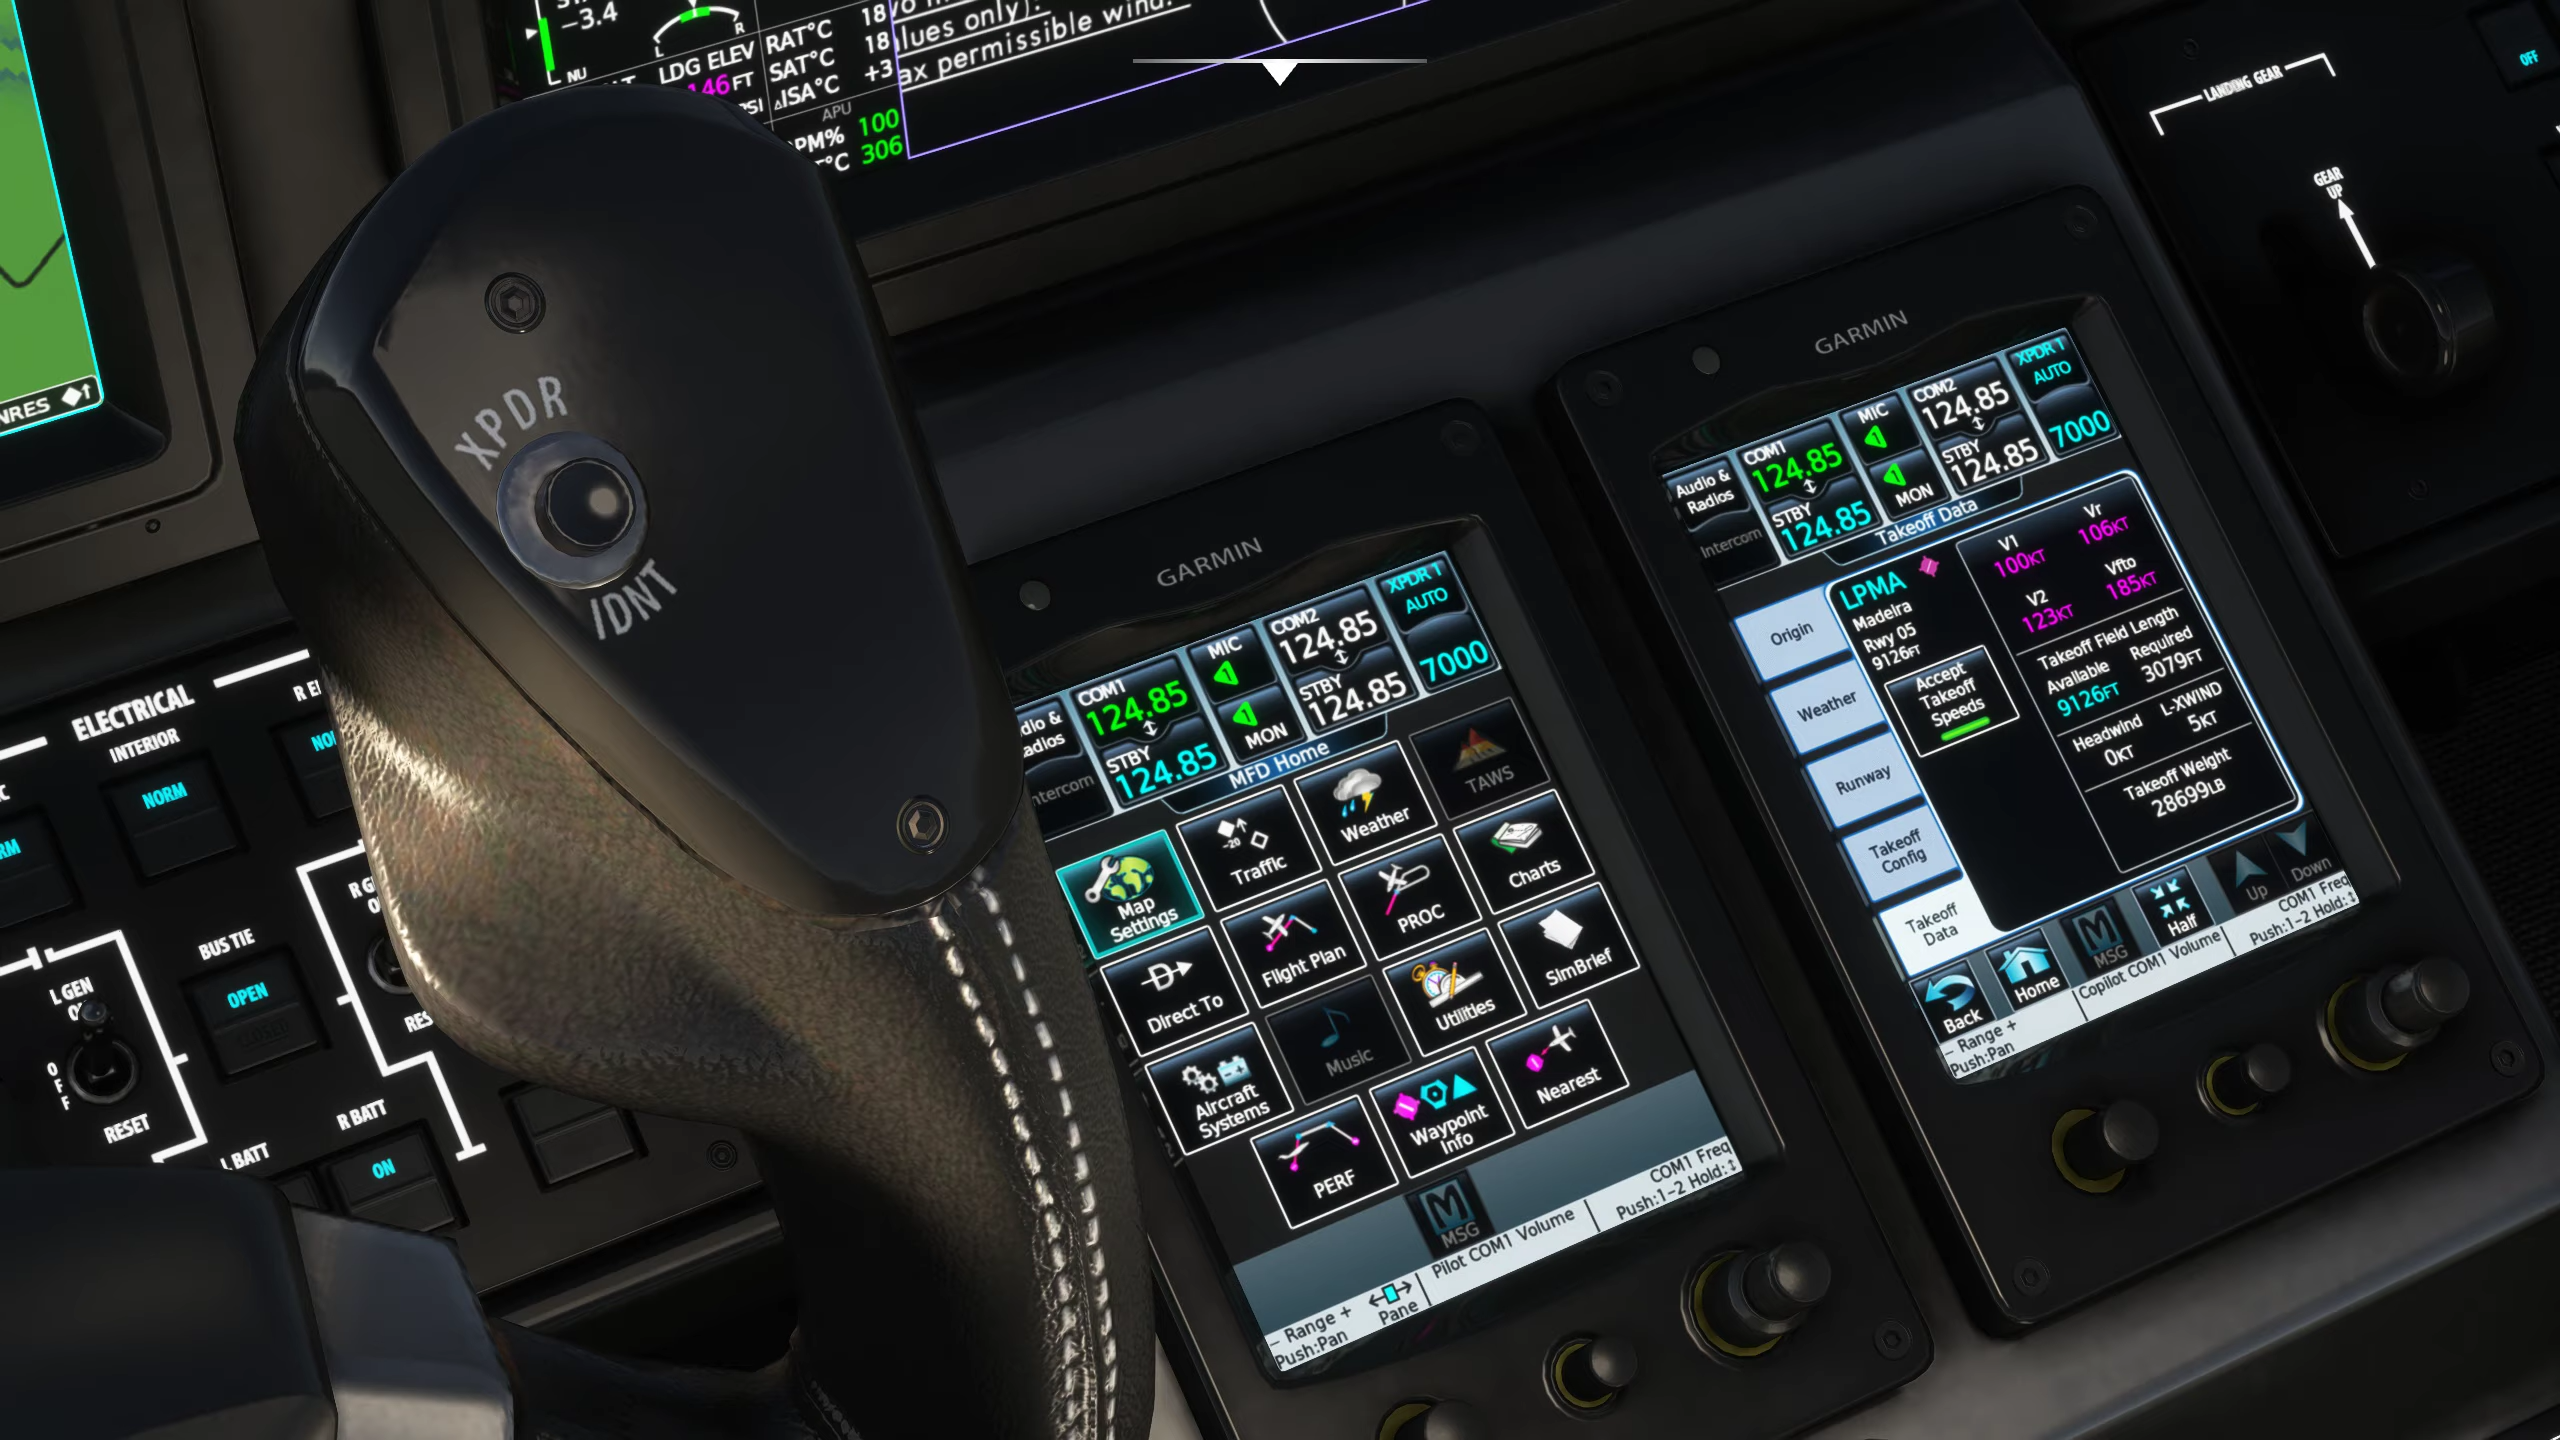 -3.4
L
R
NU
LDG ELEV
146FT
RAT°C 18
SAT°C 18
ΔISA°C +3
APU
100
306
lues only).
ax permissible wind.
LANDING GEAR
OFF
GEAR
UP
NRES
XPDR
IDNT
ELECTRICAL
INTERIOR
NORM
BUS TIE
OPEN
CLOSED
L GEN
OFF
RESET
L BATT
R BATT
ON
GARMIN
COM1
124.85
STBY
124.85
MIC
MON
COM2
124.85
STBY
124.85
XPDR 1
AUTO
7000
MFD Home
Map
Settings
Traffic
Weather
TAWS
Direct To
Flight Plan
PROC
Charts
Aircraft
Systems
Music
Utilities
SimBrief
PERF
Waypoint
Info
Nearest
MSG
- Range +
Push:Pan
Pane
Pilot COM1 Volume
COM1 Freq
Push:1-2 Hold:↕
GARMIN
Audio &
Radios
Intercom
COM1
124.85
STBY
124.85
MIC
MON
COM2
124.85
STBY
124.85
XPDR 1
AUTO
7000
Takeoff Data
Origin
Weather
Runway
Takeoff
Config
Takeoff
Data
LPMA
Madeira
Rwy 05
9126FT
Accept
Takeoff
Speeds
V1
100KT
Vr
106KT
V2
123KT
Vfto
185KT
Takeoff Field Length
Available Required
9126FT 3079FT
Headwind L-XWIND
0KT 5KT
Takeoff Weight
28699LB
Back
Home
MSG
Half
Up
Down
- Range +
Push:Pan
Copilot COM1 Volume
COM1 Freq
Push:1-2 Hold:↕